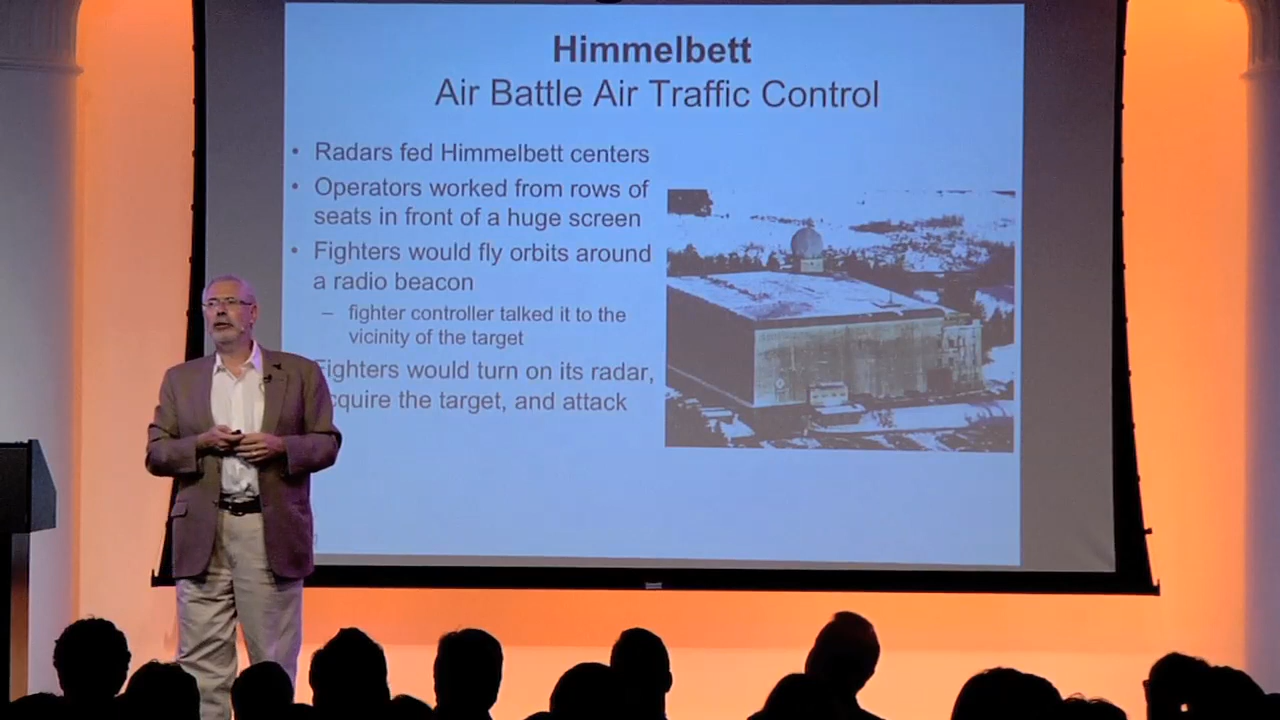 Himmelbett
Air Battle Air Traffic Control
• Radars fed Himmelbett centers
• Operators worked from rows of
seats in front of a huge screen
• Fighters would fly orbits around
a radio beacon
– fighter controller talked it to the
vicinity of the target
Fighters would turn on its radar,
acquire the target, and attack